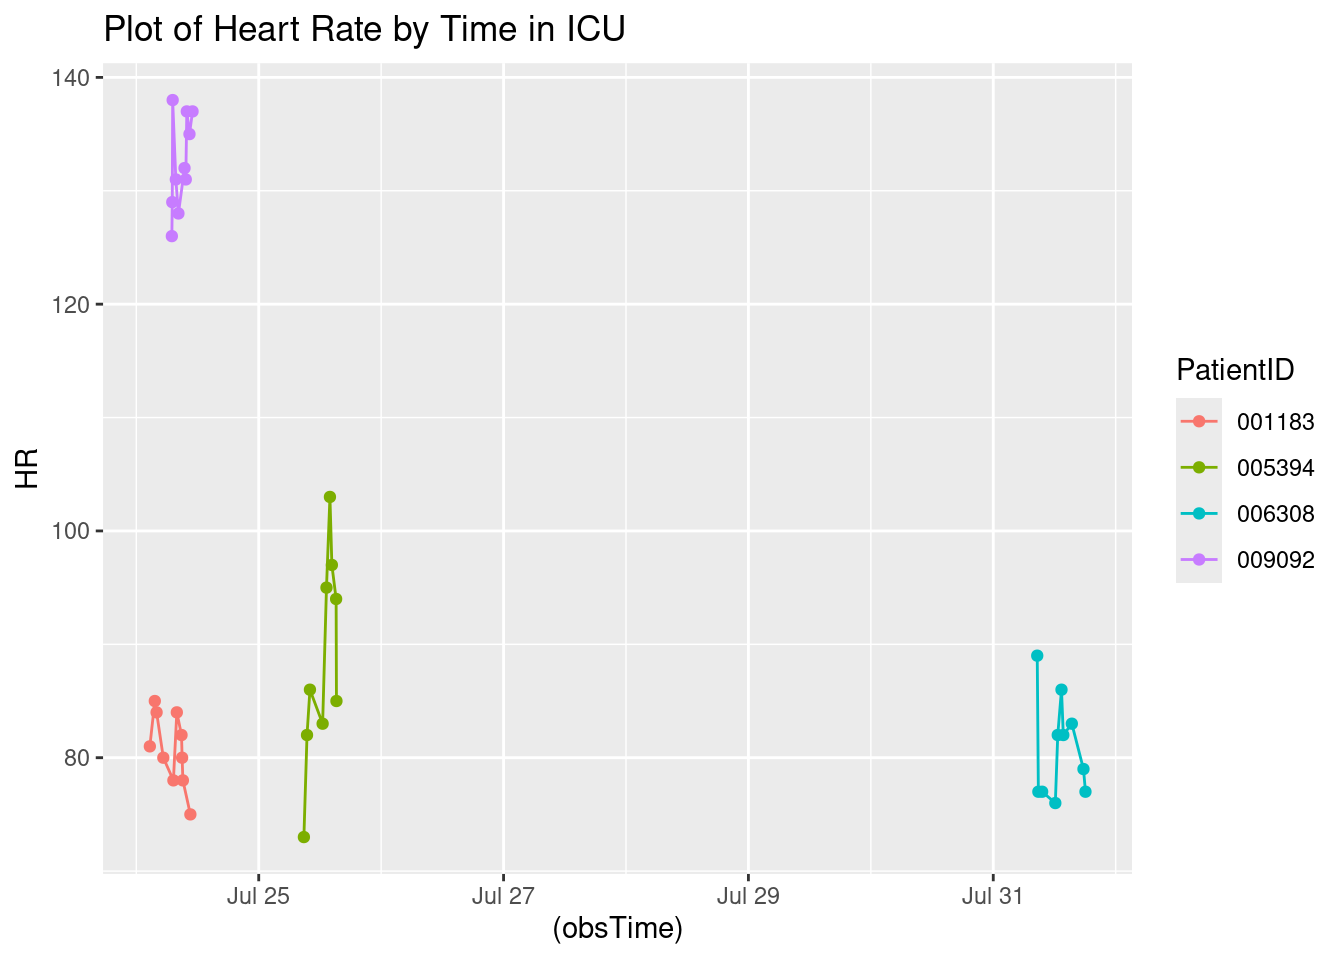 Plot of Heart Rate by Time in ICU
140
120
100
80
HR
Jul 25
Jul 27
Jul 29
Jul 31
(obsTime)
PatientID
001183
005394
006308
009092